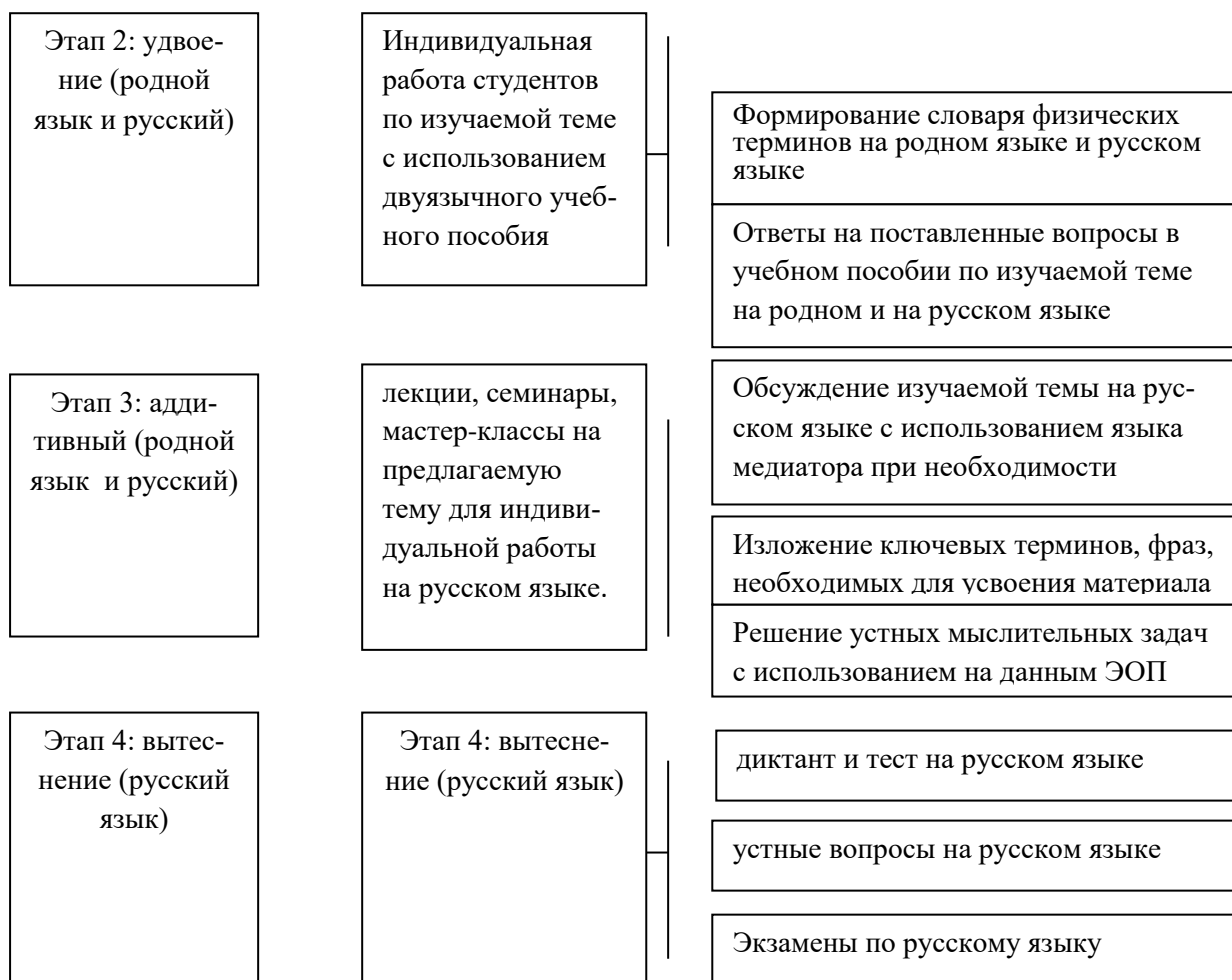 Этап 2: удвое-
ние (родной
язык и русский)
Индивидуальная
работа студентов
по изучаемой теме
с использованием
двуязычного учеб-
ного пособия
Формирование словаря физических
терминов на родном языке и русском
языке
Ответы на поставленные вопросы в
учебном пособии по изучаемой теме
на родном и на русском языке
Этап 3: адди-
тивный (родной
язык и русский)
лекции, семинары,
мастер-классы на
предлагаемую
тему для индиви-
дуальной работы
на русском языке.
Обсуждение изучаемой темы на рус-
ском языке с использованием языка
медиатора при необходимости
Изложение ключевых терминов, фраз,
необходимых для усвоения материала
Решение устных мыслительных задач
с использованием на данным ЭОП
Этап 4: вытес-
нение (русский
язык)
Этап 4: вытесне-
ние (русский язык)
диктант и тест на русском языке
устные вопросы на русском языке
Экзамены по русскому языку